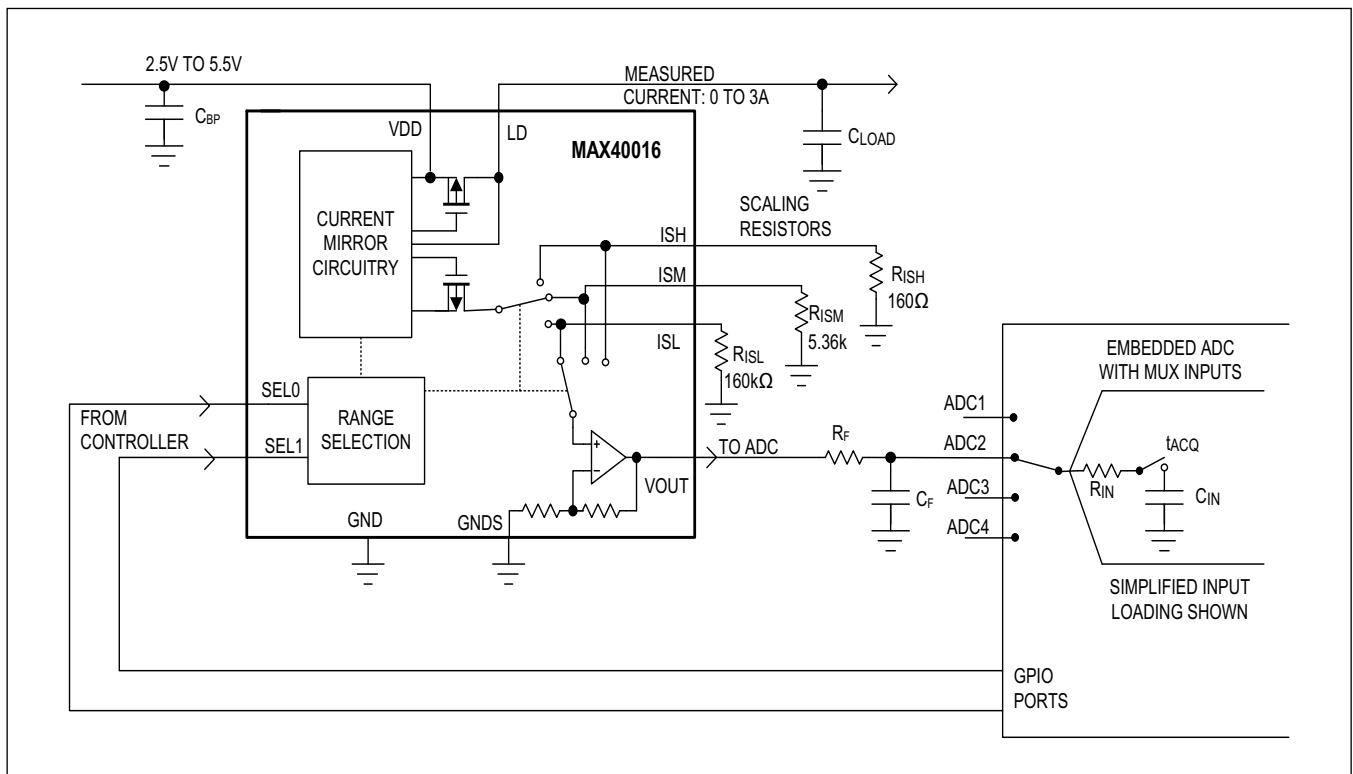 2.5V TO 5.5V
CBP
MEASURED
CURRENT: 0 TO 3A
CLOAD
VDD
LD
MAX40016
CURRENT
MIRROR
CIRCUITRY
SCALING
RESISTORS
ISH
RISH
160Ω
ISM
RISM
5.36k
ISL
RISL
160kΩ
FROM
CONTROLLER
SEL0
SEL1
RANGE
SELECTION
+
−
VOUT
GND
GNDS
TO ADC
RF
CF
EMBEDDED ADC
WITH MUX INPUTS
ADC1
ADC2
ADC3
ADC4
tACQ
RIN
CIN
SIMPLIFIED INPUT
LOADING SHOWN
GPIO
PORTS